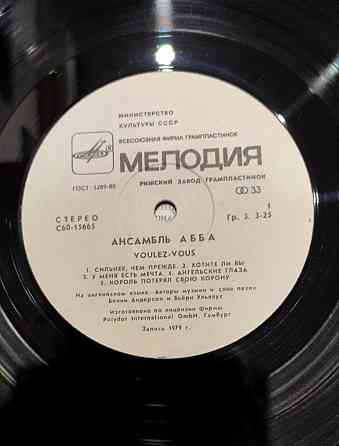 МИНИСТЕРСТВО
КУЛЬТУРЫ СССР
ВСЕСОЮЗНАЯ ФИРМА ГРАМПЛАСТИНОК
МЕЛОДИЯ
ГОСТ 5289-80
РИЖСКИЙ ЗАВОД ГРАМПЛАСТИНОК
33
СТЕРЕО
С60-15665
1
Гр. 3. 3-25
АНСАМБЛЬ АББА
VOULEZ-VOUS
1. СИЛЬНЕЕ, ЧЕМ ПРЕЖДЕ. 2. ХОТИТЕ ЛИ ВЫ
3. У МЕНЯ ЕСТЬ МЕЧТА. 4. АНГЕЛЬСКИЕ ГЛАЗА
5. КОРОЛЬ ПОТЕРЯЛ СВОЮ КОРОНУ
На английском языке. Авторы музыки и слов песен
Бенни Андерсон и Бьёрн Ульвеус
Изготовлено по лицензии фирмы
Polydor International GmbH, Гамбург
Запись 1979 г.